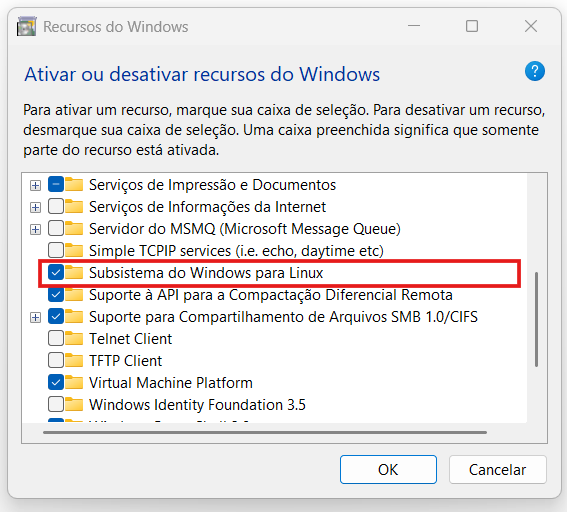 Recursos do Windows
Ativar ou desativar recursos do Windows
?
Para ativar um recurso, marque sua caixa de seleção. Para desativar um recurso,
desmarque sua caixa de seleção. Uma caixa preenchida significa que somente
parte do recurso está ativada.
Serviços de Impressão e Documentos
Serviços de Informações da Internet
Servidor do MSMQ (Microsoft Message Queue)
Simple TCPIP services (i.e. echo, daytime etc)
Subsistema do Windows para Linux
Suporte à API para a Compactação Diferencial Remota
Suporte para Compartilhamento de Arquivos SMB 1.0/CIFS
Telnet Client
TFTP Client
Virtual Machine Platform
Windows Identity Foundation 3.5
OK
Cancelar